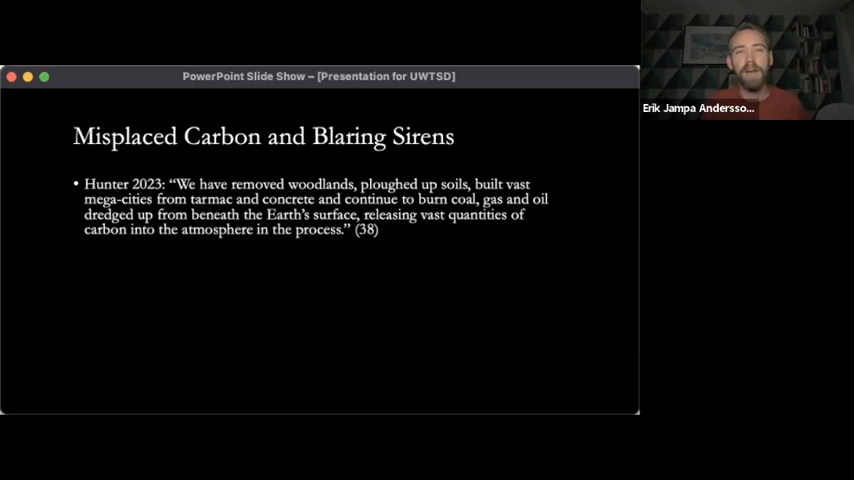 PowerPoint Slide Show – [Presentation for UWTSD]
Misplaced Carbon and Blaring Sirens
• Hunter 2023: “We have removed woodlands, ploughed up soils, built vast
mega-cities from tarmac and concrete and continue to burn coal, gas and oil
dredged up from beneath the Earth’s surface, releasing vast quantities of
carbon into the atmosphere in the process.” (38)
Erik Jampa Andersso...